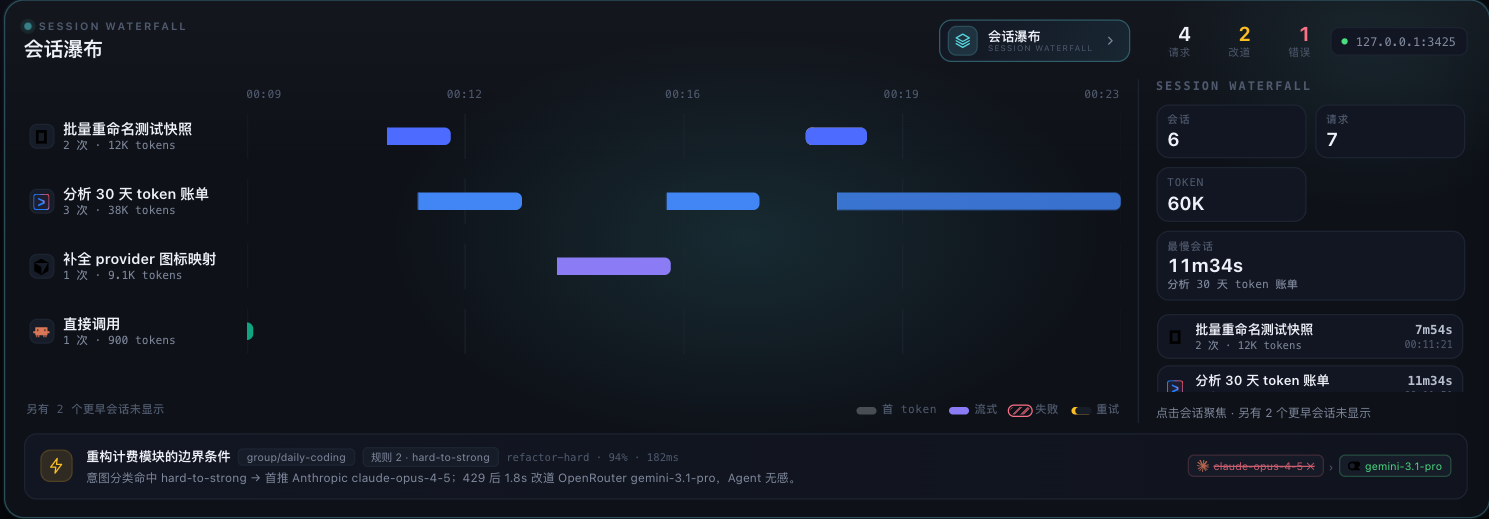 SESSION WATERFALL
会话瀑布
会话瀑布
SESSION WATERFALL
4
请求
2
改道
1
错误
127.0.0.1:3425
00:09
00:12
00:16
00:19
00:23
批量重命名测试快照
2 次 · 12K tokens
分析 30 天 token 账单
3 次 · 38K tokens
补全 provider 图标映射
1 次 · 9.1K tokens
直接调用
1 次 · 900 tokens
另有 2 个更早会话未显示
首 token
流式
失败
重试
SESSION WATERFALL
会话
6
请求
7
TOKEN
60K
最慢会话
11m34s
分析 30 天 token 账单
批量重命名测试快照
7m54s
2 次 · 12K tokens
00:11:21
分析 30 天 token 账单
11m34s
点击会话聚焦 · 另有 2 个更早会话未显示
重构计费模块的边界条件
group/daily-coding
规则 2 · hard-to-strong
refactor-hard · 94% · 182ms
意图分类命中 hard-to-strong → 首推 Anthropic claude-opus-4-5；429 后 1.8s 改道 OpenRouter gemini-3.1-pro，Agent 无感。
claude-opus-4-5 ✕
›
gemini-3.1-pro